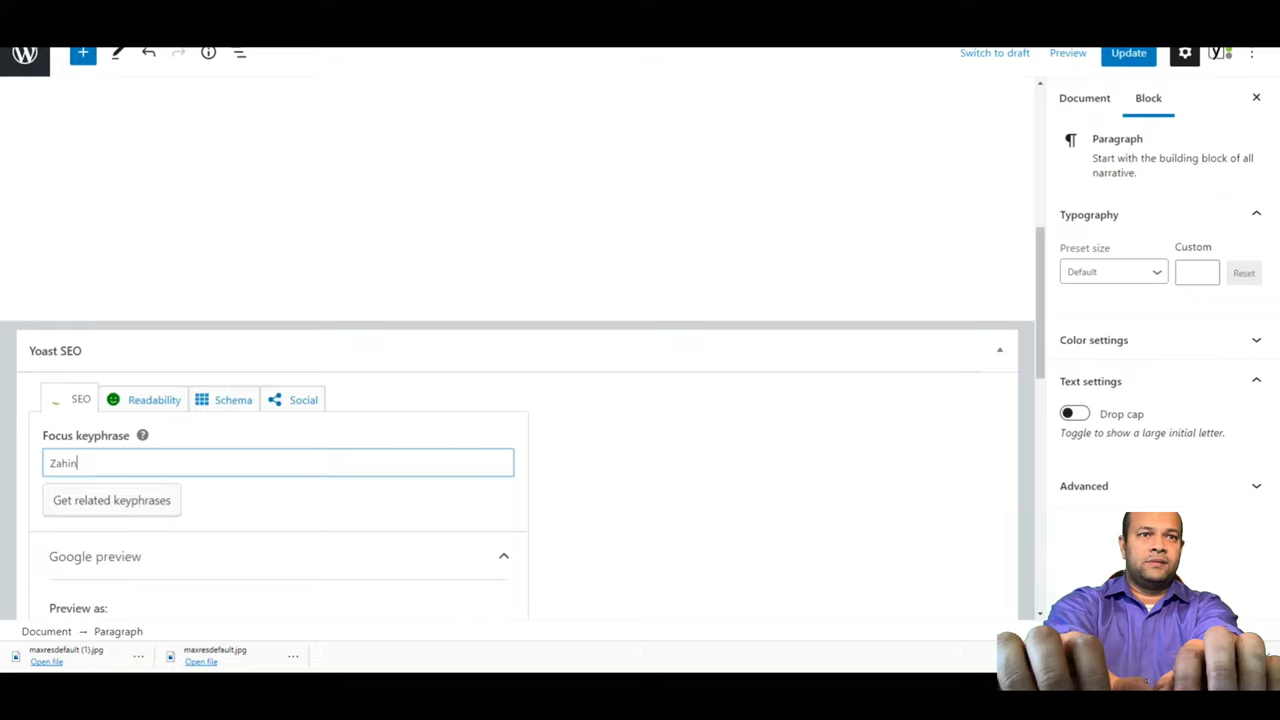 Switch to draft
Preview
Update
Document
Block
Paragraph
Start with the building block of all
narrative.
Typography
Preset size
Custom
Default
Reset
Color settings
Text settings
Drop cap
Toggle to show a large initial letter.
Advanced
Yoast SEO
SEO
Readability
Schema
Social
Focus keyphrase
Zahin
Get related keyphrases
Google preview
Preview as:
Document → Paragraph
maxresdefault (1).jpg
Open file
maxresdefault.jpg
Open file